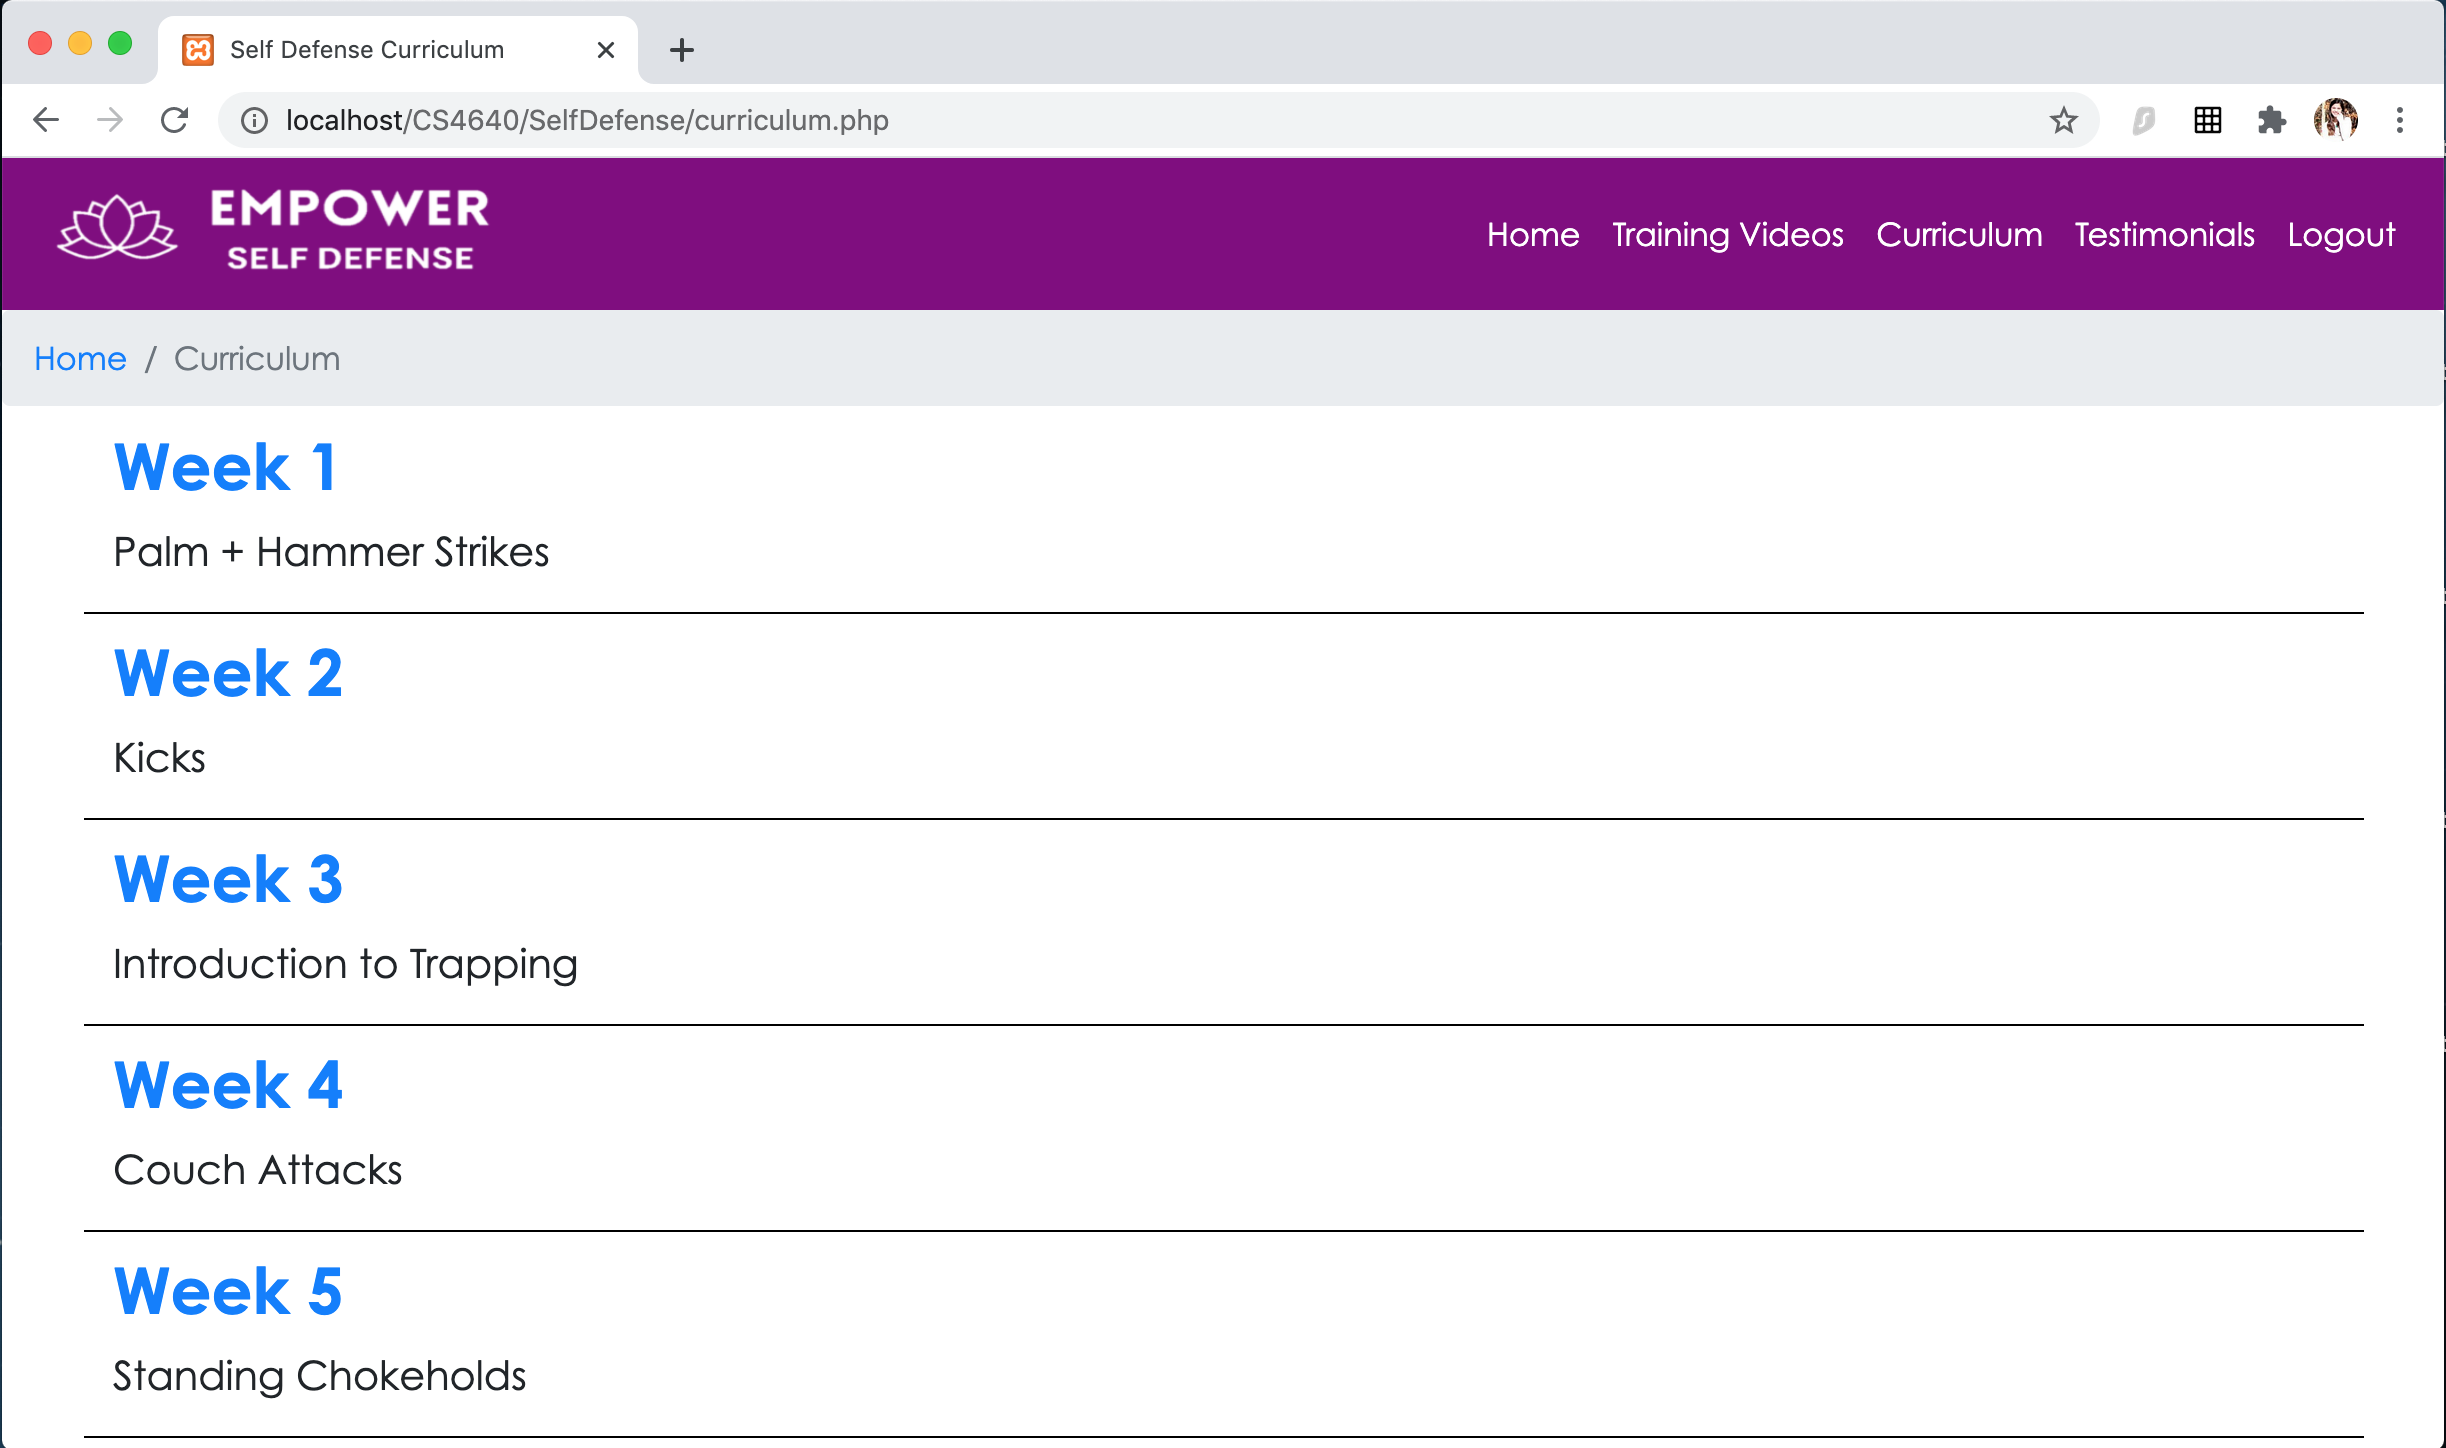 Self Defense Curriculum
localhost/CS4640/SelfDefense/curriculum.php
EMPOWER
SELF DEFENSE
Home Training Videos Curriculum Testimonials Logout
Home / Curriculum
Week 1
Palm + Hammer Strikes
Week 2
Kicks
Week 3
Introduction to Trapping
Week 4
Couch Attacks
Week 5
Standing Chokeholds